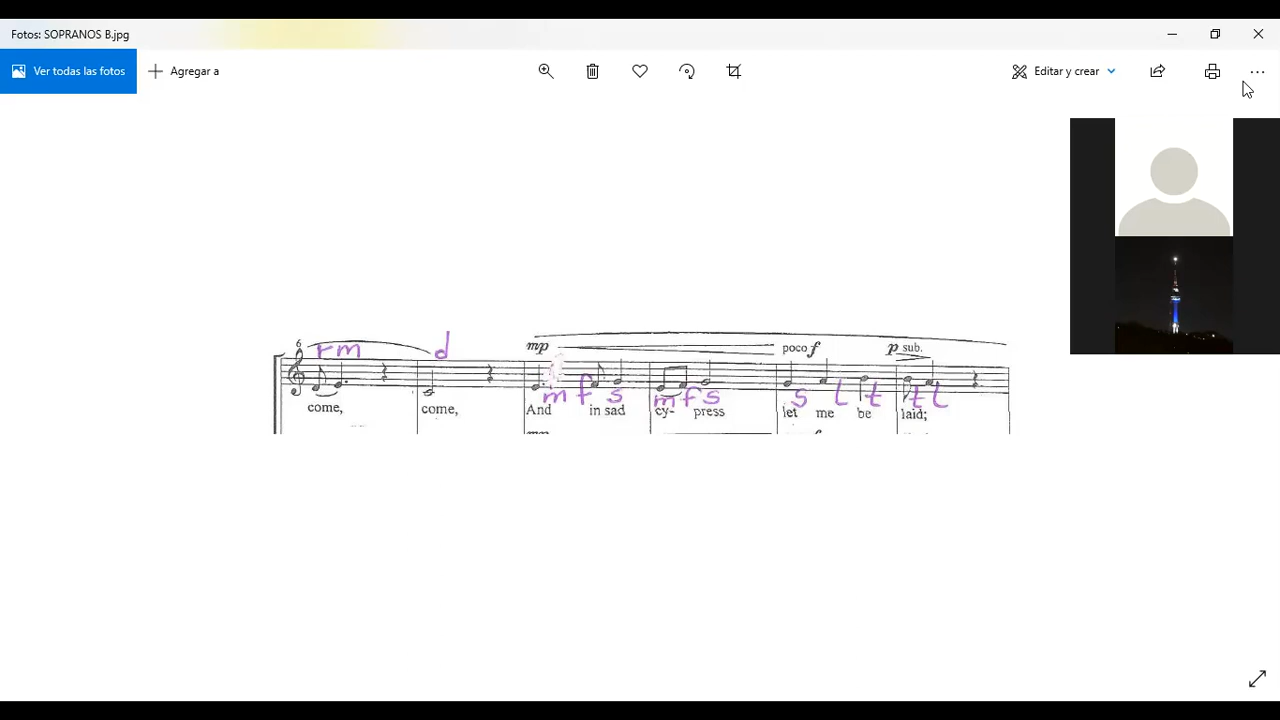 Fotos: SOPRANOS B.jpg
Ver todas las fotos
Agregar a
Editar y crear
6
r m d
mp poco f p sub.
m f s m f s s l t t l
come, come, And in sad cy- press let me be laid;